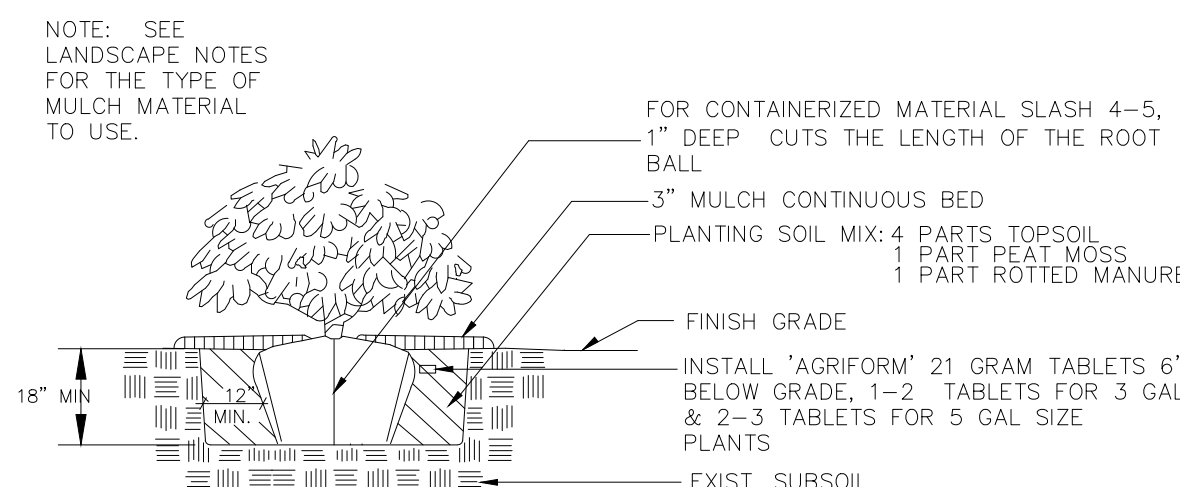 NOTE: SEE
LANDSCAPE NOTES
FOR THE TYPE OF
MULCH MATERIAL
TO USE.
FOR CONTAINERIZED MATERIAL SLASH 4-5,
1" DEEP CUTS THE LENGTH OF THE ROOT
BALL
3" MULCH CONTINUOUS BED
PLANTING SOIL MIX: 4 PARTS TOPSOIL
1 PART PEAT MOSS
1 PART ROTTED MANURE
FINISH GRADE
INSTALL 'AGRIFORM' 21 GRAM TABLETS 6'
BELOW GRADE, 1-2 TABLETS FOR 3 GAL
& 2-3 TABLETS FOR 5 GAL SIZE
PLANTS
18" MIN
12"
MIN.
EXIST. SUBSOIL